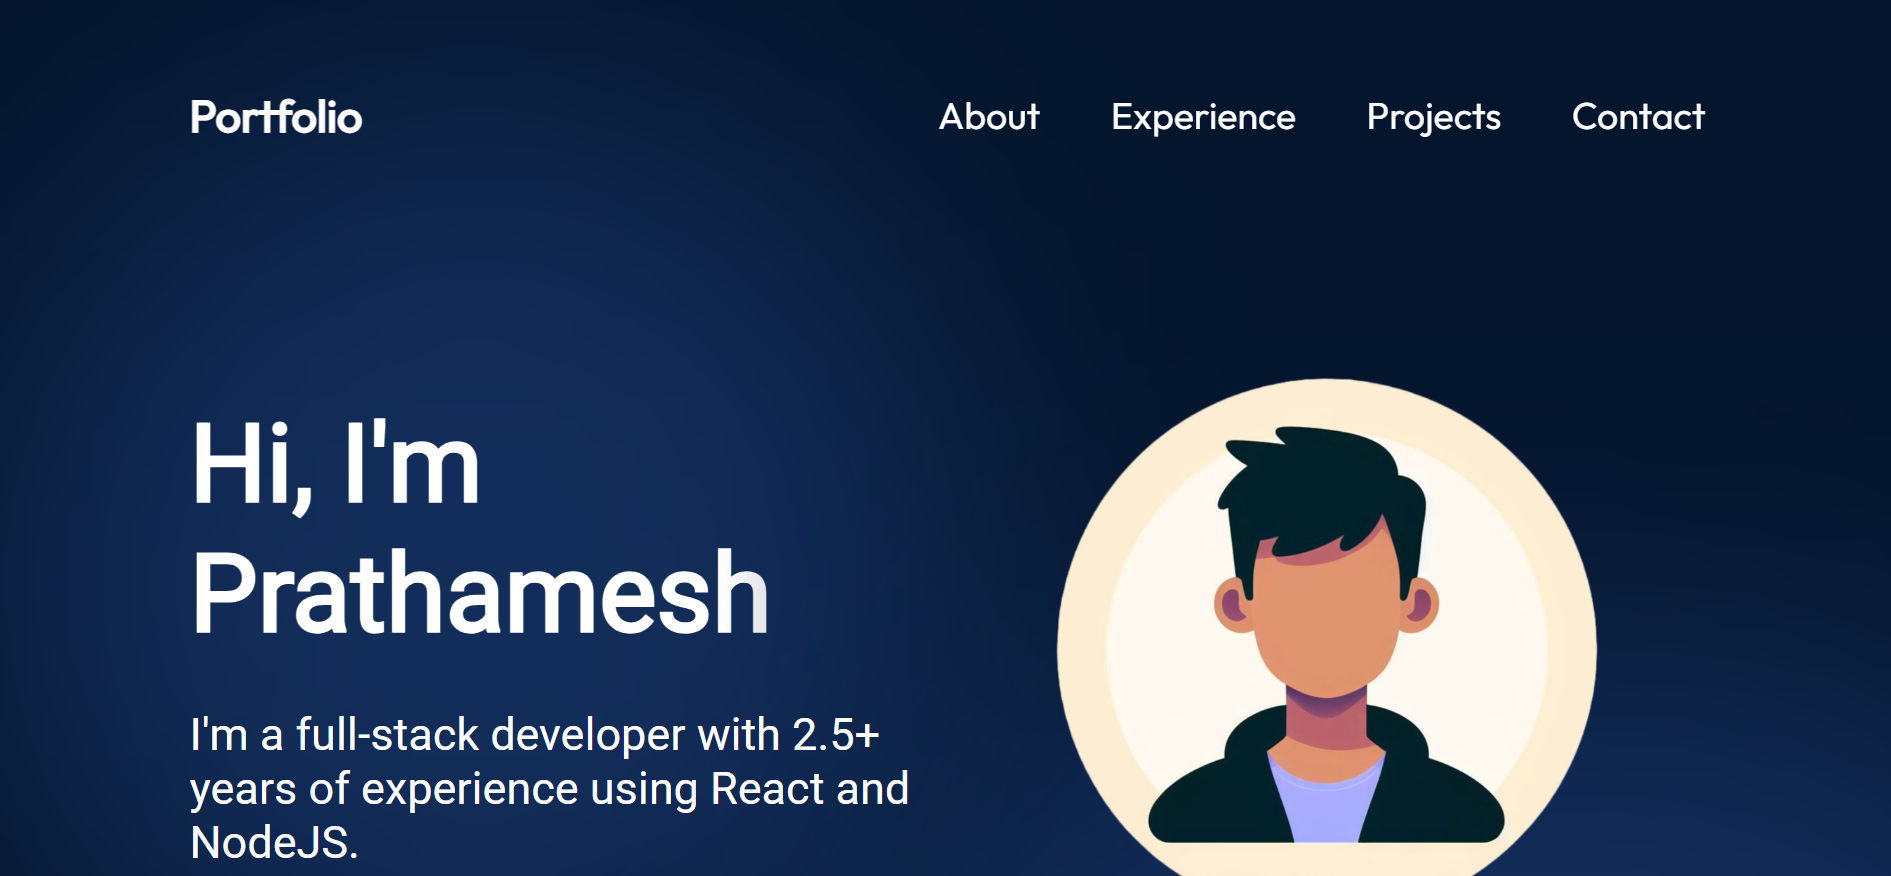 Portfolio
About Experience Projects Contact
Hi, I'm
Prathamesh
I'm a full-stack developer with 2.5+
years of experience using React and
NodeJS.